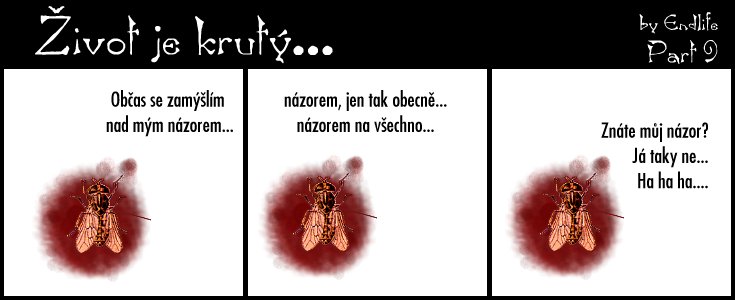 Život je krutý...
by Endlife
Part 9
Občas se zamýšlím
nad mým názorem...
názorem, jen tak obecně...
názorem na všechno...
Znáte můj názor?
Já taky ne...
Ha ha ha....